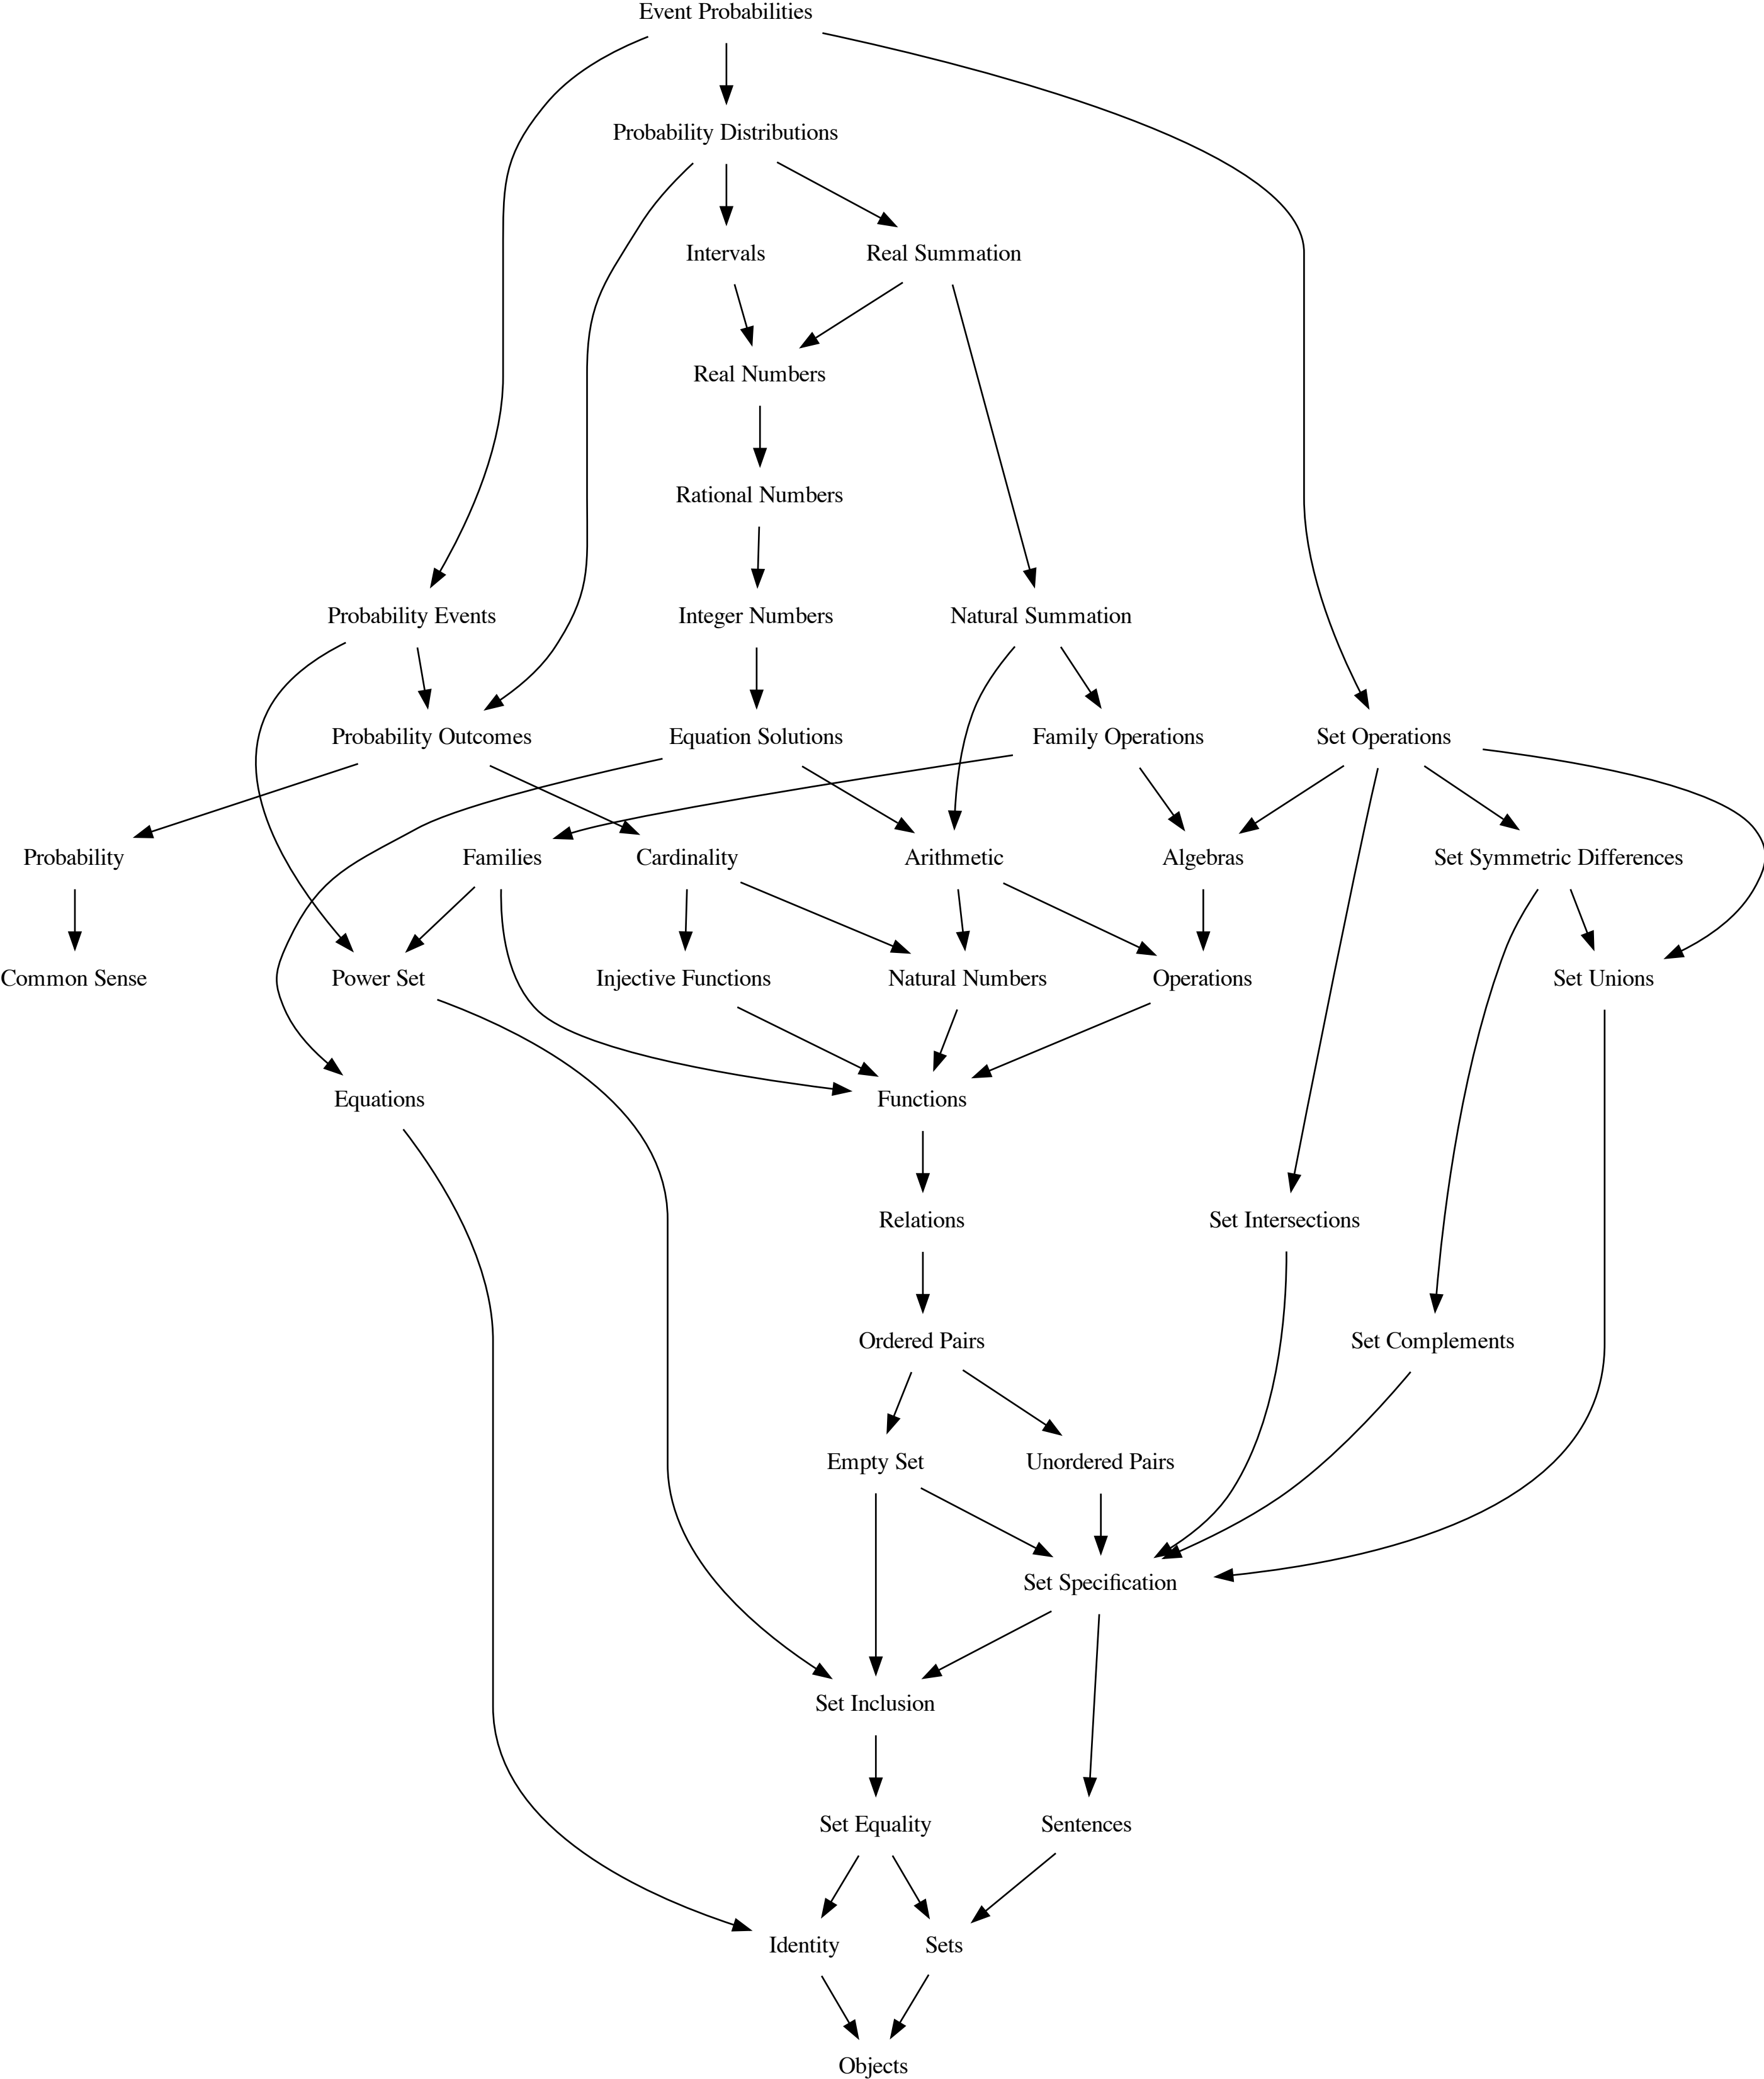 Event Probabilities
Probability Distributions
Intervals
Real Summation
Real Numbers
Rational Numbers
Probability Events
Integer Numbers
Natural Summation
Probability Outcomes
Equation Solutions
Family Operations
Set Operations
Probability
Families
Cardinality
Arithmetic
Algebras
Set Symmetric Differences
Common Sense
Power Set
Injective Functions
Natural Numbers
Operations
Set Unions
Equations
Functions
Relations
Set Intersections
Ordered Pairs
Set Complements
Empty Set
Unordered Pairs
Set Specification
Set Inclusion
Set Equality
Sentences
Identity
Sets
Objects